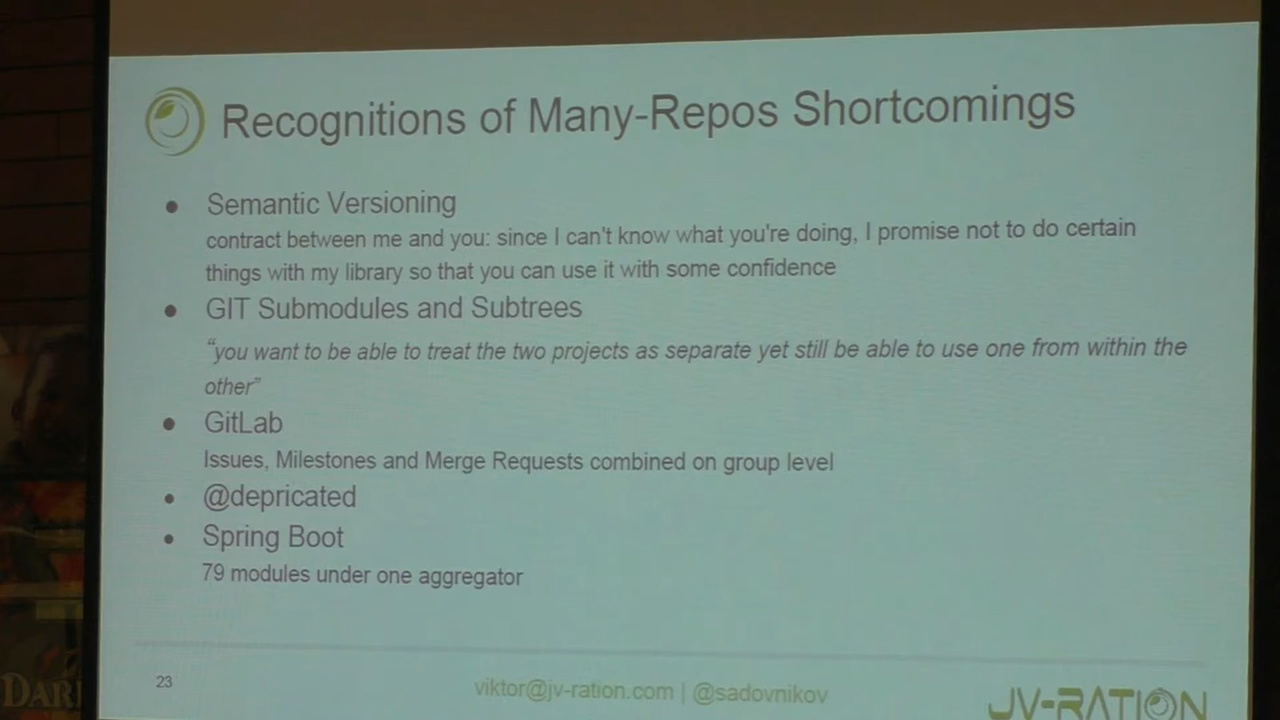 Recognitions of Many-Repos Shortcomings
• Semantic Versioning
contract between me and you: since I can't know what you're doing, I promise not to do certain
things with my library so that you can use it with some confidence
• GIT Submodules and Subtrees
“you want to be able to treat the two projects as separate yet still be able to use one from within the
other”
• GitLab
Issues, Milestones and Merge Requests combined on group level
• @depricated
• Spring Boot
79 modules under one aggregator
23
viktor@jv-ration.com | @sadovnikov
JV-RATION